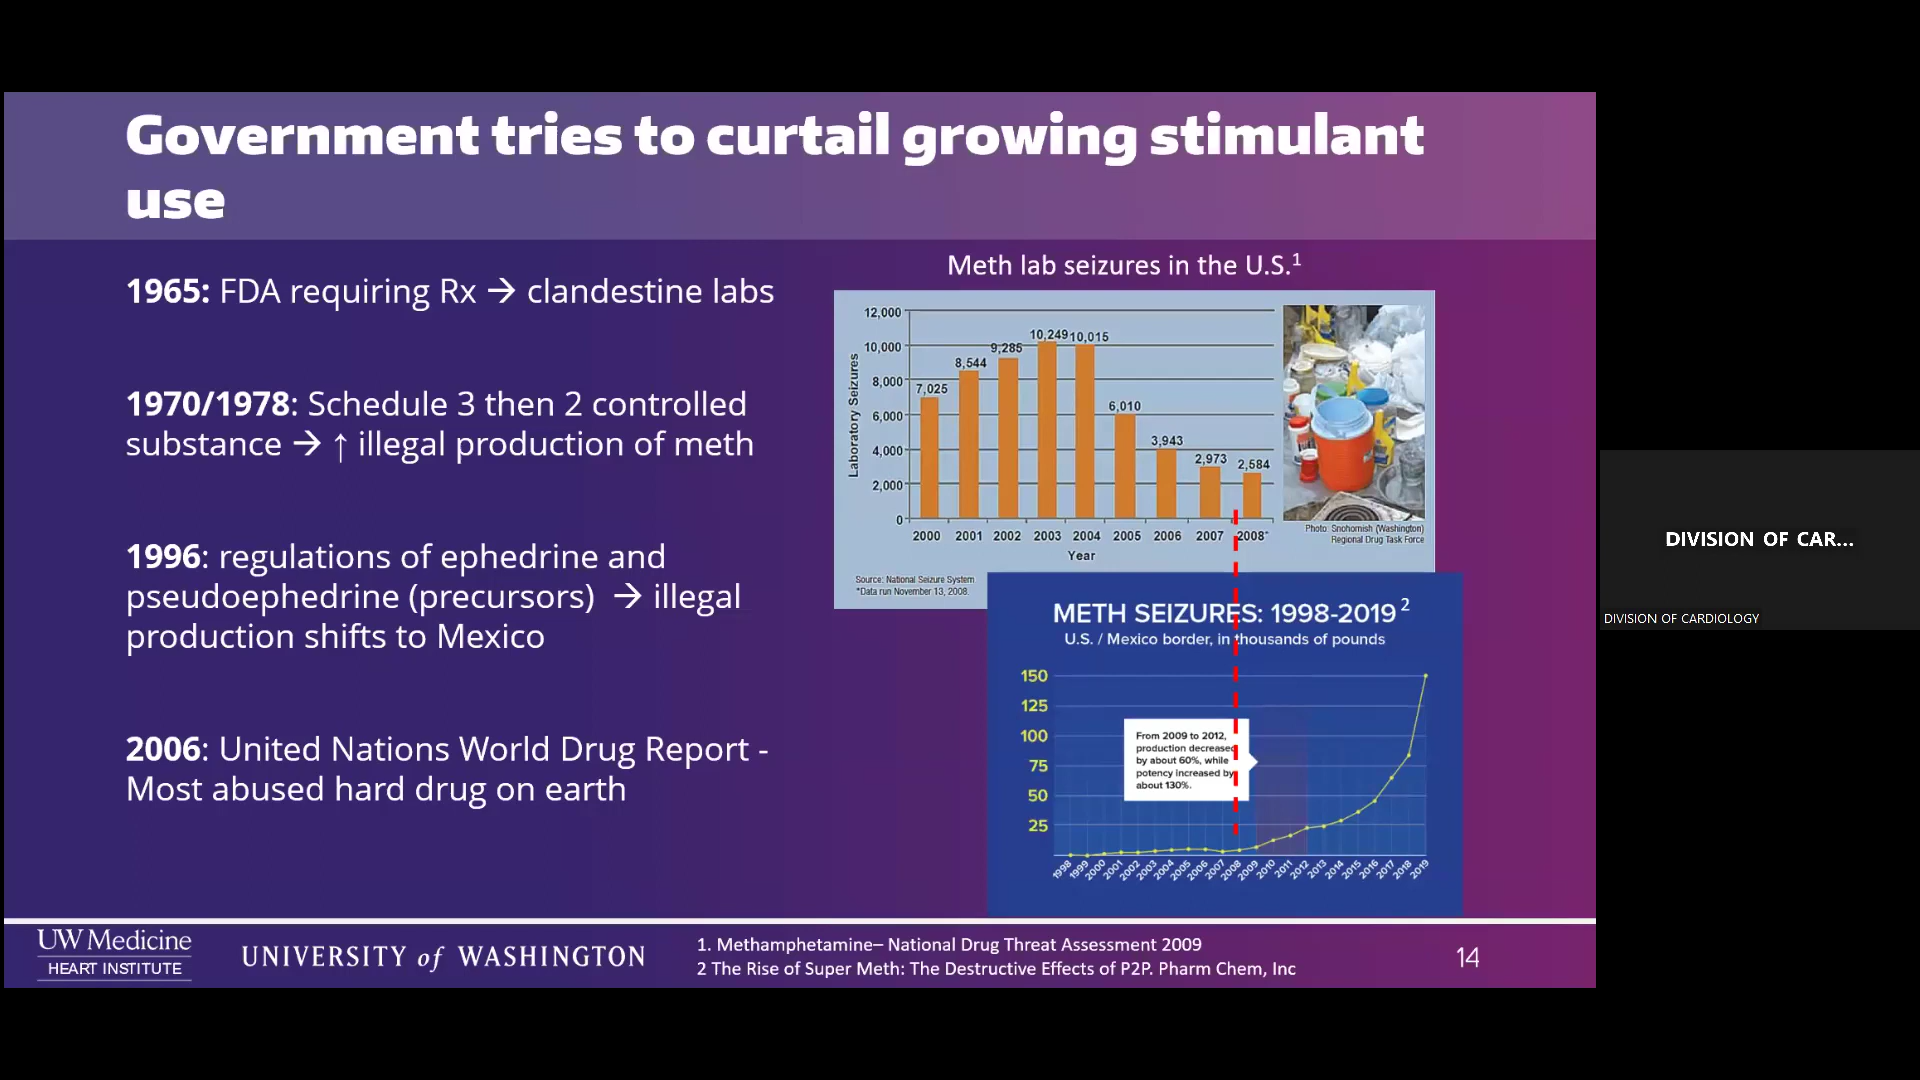 Government tries to curtail growing stimulant
use
1965: FDA requiring Rx → clandestine labs
1970/1978: Schedule 3 then 2 controlled
substance → ↑ illegal production of meth
1996: regulations of ephedrine and
pseudoephedrine (precursors) → illegal
production shifts to Mexico
2006: United Nations World Drug Report -
Most abused hard drug on earth
Meth lab seizures in the U.S.¹
Laboratory Seizures
12,000
10,000
8,000
6,000
4,000
2,000
0
7,025
8,544
9,285
10,249
10,015
6,010
3,943
2,973
2,584
2000 2001 2002 2003 2004 2005 2006 2007 2008*
Year
Source: National Seizure System
*Data run November 13, 2008.
Photo: Snohomish (Washington)
Regional Drug Task Force
METH SEIZURES: 1998-2019 ²
U.S. / Mexico border, in thousands of pounds
150
125
100
75
50
25
From 2009 to 2012,
production decreased
by about 60%, while
potency increased by
about 130%.
1998 1999 2000 2001 2002 2003 2004 2005 2006 2007 2008 2009 2010 2011 2012 2013 2014 2015 2016 2017 2018 2019
UW Medicine
HEART INSTITUTE
UNIVERSITY of WASHINGTON
1. Methamphetamine– National Drug Threat Assessment 2009
2 The Rise of Super Meth: The Destructive Effects of P2P. Pharm Chem, Inc
14
DIVISION OF CAR...
DIVISION OF CARDIOLOGY